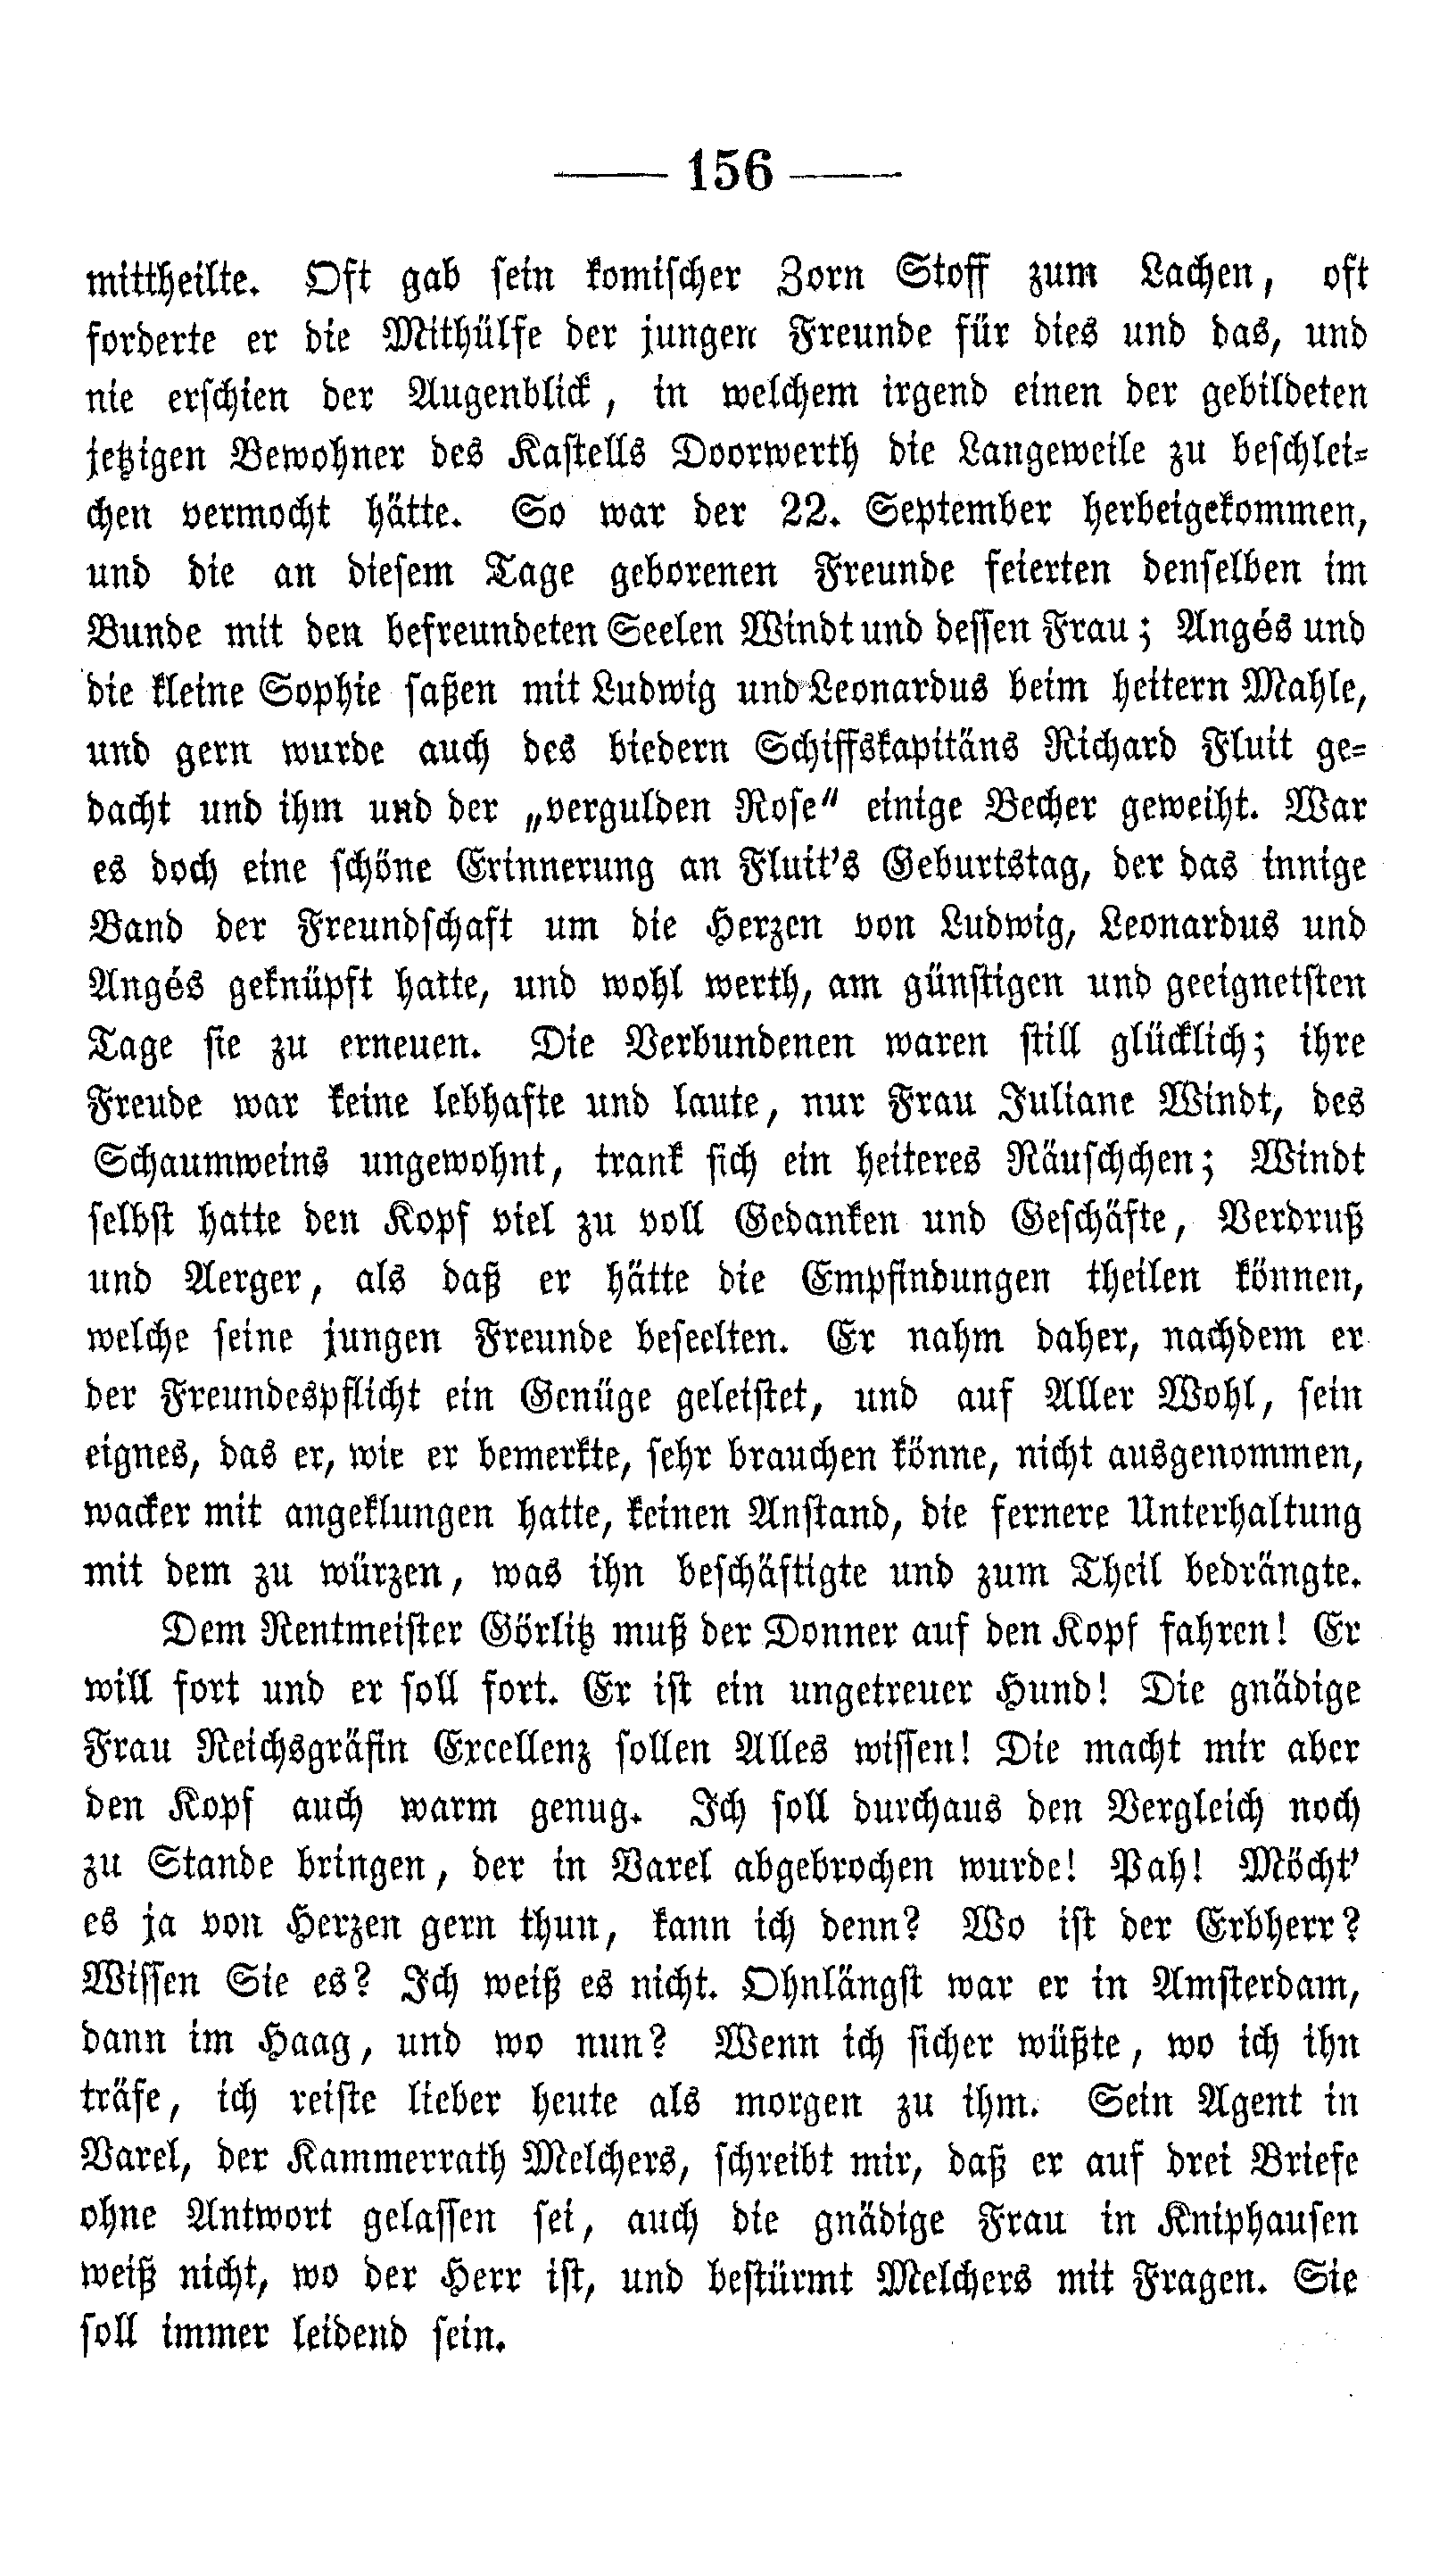 — 156 —
mittheilte. Oft gab sein komischer Zorn Stoff zum Lachen, oft
forderte er die Mithülfe der jungen Freunde für dies und das, und
nie erschien der Augenblick, in welchem irgend einen der gebildeten
jetzigen Bewohner des Kastells Doorwerth die Langeweile zu beschlei-
chen vermocht hätte. So war der 22. September herbeigekommen,
und die an diesem Tage geborenen Freunde feierten denselben im
Bunde mit den befreundeten Seelen Windt und dessen Frau; Angés und
die kleine Sophie saßen mit Ludwig und Leonardus beim heitern Mahle,
und gern wurde auch des biedern Schiffskapitäns Richard Fluit ge-
dacht und ihm und der „vergulden Rose" einige Becher geweiht. War
es doch eine schöne Erinnerung an Fluit's Geburtstag, der das innige
Band der Freundschaft um die Herzen von Ludwig, Leonardus und
Angés geknüpft hatte, und wohl werth, am günstigen und geeignetsten
Tage sie zu erneuen. Die Verbundenen waren still glücklich; ihre
Freude war keine lebhafte und laute, nur Frau Juliane Windt, des
Schaumweins ungewohnt, trank sich ein heiteres Räuschchen; Windt
selbst hatte den Kopf viel zu voll Gedanken und Geschäfte, Verdruß
und Aerger, als daß er hätte die Empfindungen theilen können,
welche seine jungen Freunde beseelten. Er nahm daher, nachdem er
der Freundespflicht ein Genüge geleistet, und auf Aller Wohl, sein
eignes, das er, wie er bemerkte, sehr brauchen könne, nicht ausgenommen,
wacker mit angeklungen hatte, keinen Anstand, die fernere Unterhaltung
mit dem zu würzen, was ihn beschäftigte und zum Theil bedrängte.
Dem Rentmeister Görlitz muß der Donner auf den Kopf fahren! Er
will fort und er soll fort. Er ist ein ungetreuer Hund! Die gnädige
Frau Reichsgräfin Excellenz sollen Alles wissen! Die macht mir aber
den Kopf auch warm genug. Ich soll durchaus den Vergleich noch
zu Stande bringen, der in Varel abgebrochen wurde! Pah! Möcht'
es ja von Herzen gern thun, kann ich denn? Wo ist der Erbherr?
Wissen Sie es? Ich weiß es nicht. Ohnlängst war er in Amsterdam,
dann im Haag, und wo nun? Wenn ich sicher wüßte, wo ich ihn
träfe, ich reiste lieber heute als morgen zu ihm. Sein Agent in
Varel, der Kammerrath Melchers, schreibt mir, daß er auf drei Briefe
ohne Antwort gelassen sei, auch die gnädige Frau in Kniphausen
weiß nicht, wo der Herr ist, und bestürmt Melchers mit Fragen. Sie
soll immer leidend sein.